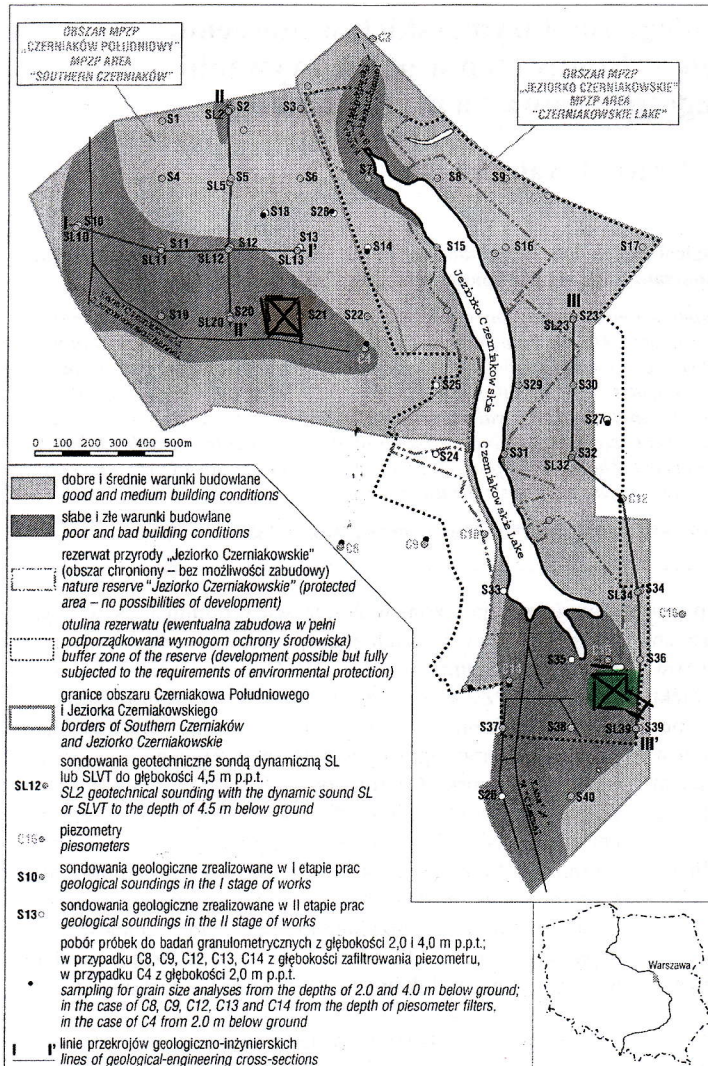 OBSZAR MPZP
„CZERNIAKÓW POŁUDNIOWY”
MPZP AREA
"SOUTHERN CZERNIAKÓW"
OBSZAR MPZP
„JEZIORKO CZERNIAKOWSKIE”
MPZP AREA
"CZERNIAKOWSKIE LAKE"
C3
II
S2
SL2
S3
S1
S4
S5
SL5
S6
S7
S8
S9
S18
S26
I
S10
SL10
S11
SL11
S12
SL12
S13
SL13
I'
S14
S15
S16
S17
Jeziorko Czerniakowskie
Czerniakowskie Lake
III
S23
SL23
S19
S20
SL20
II'
S21
S22
C4
S25
S29
S30
S27
S24
S31
S32
SL32
C12
C8
C9
C10
S33
S34
SL34
C16
S35
S36
S37
S38
SL39
S39
III'
S28
S40
0 100 200 300 400 500m
dobre i średnie warunki budowlane
good and medium building conditions
słabe i złe warunki budowlane
poor and bad building conditions
rezerwat przyrody „Jeziorko Czerniakowskie”
(obszar chroniony – bez możliwości zabudowy)
nature reserve "Jeziorko Czerniakowskie" (protected
area – no possibilities of development)
otulina rezerwatu (ewentualna zabudowa w pełni
podporządkowana wymogom ochrony środowiska)
buffer zone of the reserve (development possible but fully
subjected to the requirements of environmental protection)
granice obszaru Czerniakowa Południowego
i Jeziorka Czerniakowskiego
borders of Southern Czerniaków
and Jeziorko Czerniakowskie
SL12
sondowania geotechniczne sondą dynamiczną SL
lub SLVT do głębokości 4,5 m p.p.t.
SL2 geotechnical sounding with the dynamic sound SL
or SLVT to the depth of 4.5 m below ground
C16
piezometry
piesometers
S10
sondowania geologiczne zrealizowane w I etapie prac
geological soundings in the I stage of works
S13
sondowania geologiczne zrealizowane w II etapie prac
geological soundings in the II stage of works
pobór próbek do badań granulometrycznych z głębokości 2,0 i 4,0 m p.p.t.;
w przypadku C8, C9, C12, C13, C14 z głębokości zafiltrowania piezometru,
w przypadku C4 z głębokości 2,0 m p.p.t.
sampling for grain size analyses from the depths of 2.0 and 4.0 m below ground;
in the case of C8, C9, C12, C13 and C14 from the depth of piesometer filters,
in the case of C4 from 2.0 m below ground
I I' linie przekrojów geologiczno-inżynierskich
lines of geological-engineering cross-sections
Warszawa